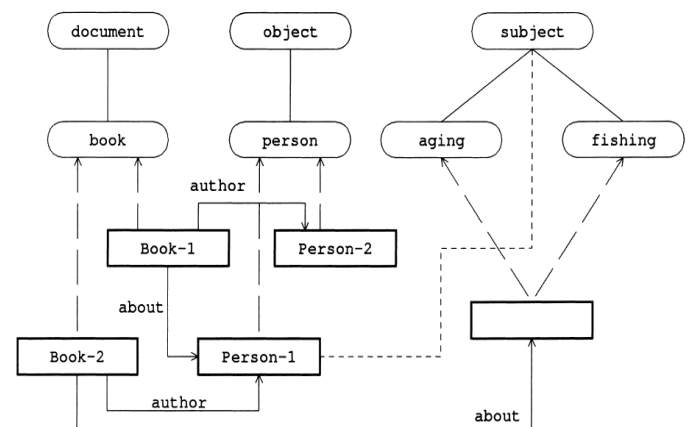 document
object
subject
book
person
aging
fishing
author
Book-1
Person-2
about
Book-2
Person-1
author
about